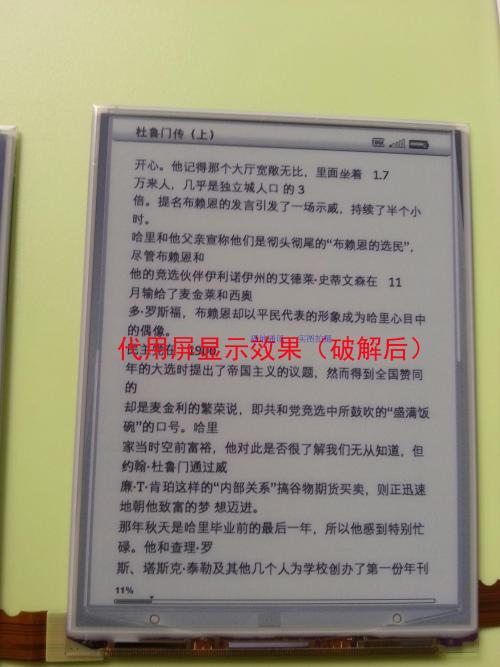 杜鲁门传（上）
开心。他记得那个大厅宽敞无比，里面坐着 1.7
万来人，几乎是独立城人口 的 3
倍。提名布赖恩的发言引发了一场示威，持续了半个小
时。
哈里和他父亲宣称他们是彻头彻尾的“布赖恩的选民”，
尽管布赖恩和
他的竞选伙伴伊利诺伊州的艾德莱·史蒂文森在 11
月输给了麦金莱和西奥
多·罗斯福，布赖恩却以平民代表的形象成为哈里心目中
的偶像。
代用屏显示效果（破解后）
民主党在 1900
年的大选时提出了帝国主义的议题，然而得到全国赞同
的
却是麦金利的繁荣说，即共和党竞选中所鼓吹的“盛满饭
碗”的口号。哈里
家当时空前富裕，他对此是否很了解我们无从知道，但
约翰·杜鲁门通过威
廉·T·肯珀这样的“内部关系”搞谷物期货买卖，则正迅速
地朝他致富的梦 想迈进。
那年秋天是哈里毕业前的最后一年，所以他感到特别忙
碌。他和查理·罗
斯、塔斯克·泰勒及其他几个人为学校创办了第一份年刊
11%